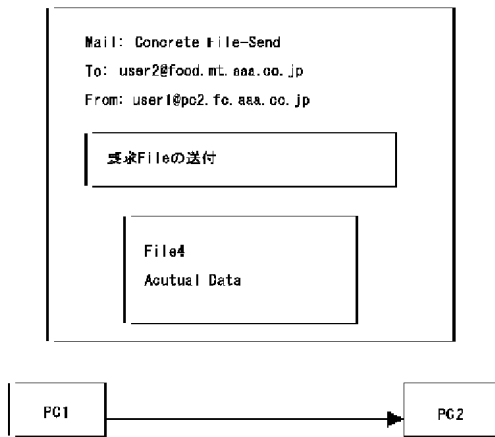 Mail: Concrete File-Send
To: user2@food.mt.aaa.co.jp
From: user1@pc2.fc.aaa.co.jp
要求Fileの送付
File4
Acutual Data
PC1
PC2